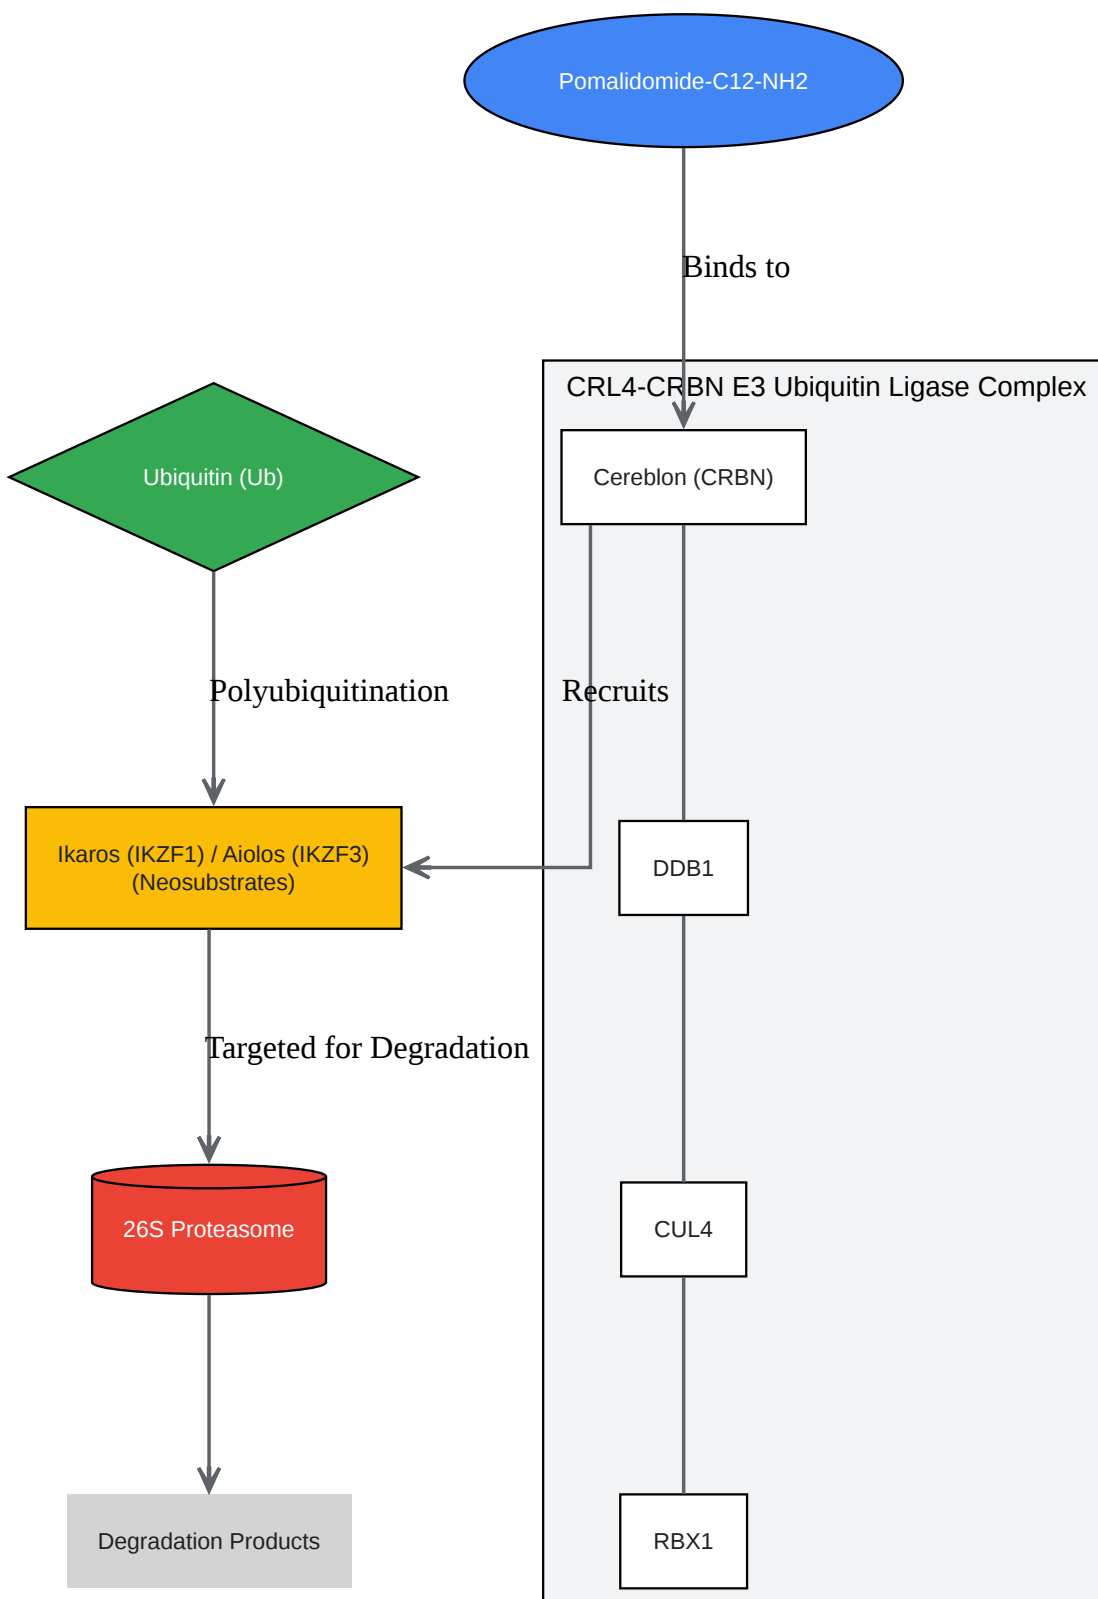 Pomalidomide-C12-NH2
Binds to
CRL4-CRBN E3 Ubiquitin Ligase Complex
Ubiquitin (Ub)
Cereblon (CRBN)
Polyubiquitination
Recruits
Ikaros (IKZF1) / Aiolos (IKZF3)
(Neosubstrates)
DDB1
Targeted for Degradation
26S Proteasome
CUL4
Degradation Products
RBX1